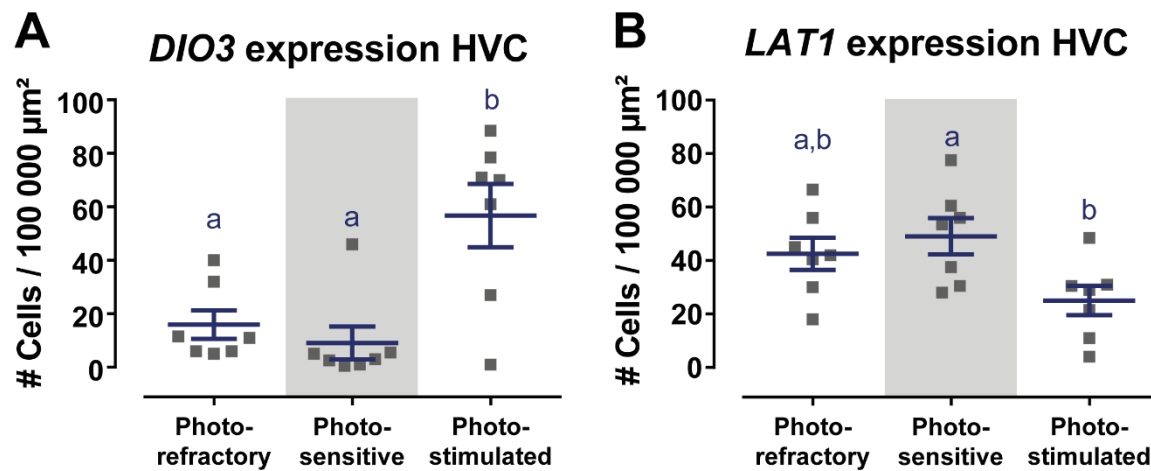 A
DIO3 expression HVC
# Cells / 100 000 µm²
100
80
60
40
20
0
a
a
b
Photo-
refractory
Photo-
sensitive
Photo-
stimulated
B
LAT1 expression HVC
# Cells / 100 000 µm²
100
80
60
40
20
0
a,b
a
b
Photo-
refractory
Photo-
sensitive
Photo-
stimulated